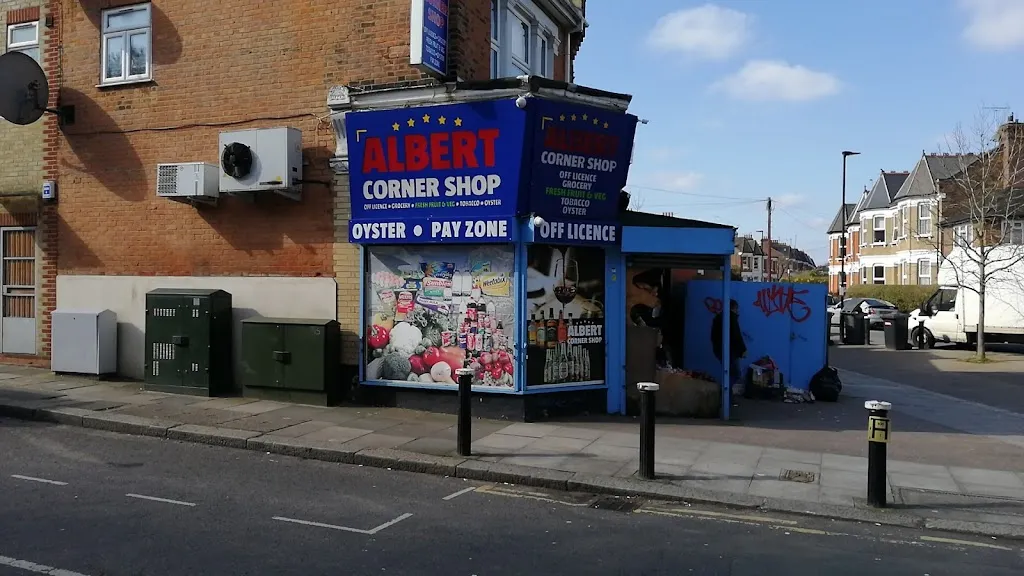 ALBERT
CORNER SHOP
OFF LICENCE • GROCERY • FRESH FRUIT & VEG • TOBACCO • OYSTER
OYSTER • PAY ZONE
ALBERT
CORNER SHOP
OFF LICENCE
GROCERY
FRESH FRUIT & VEG
TOBACCO
OYSTER
OFF LICENCE
ALBERT
CORNER SHOP